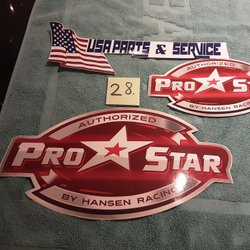 USA PARTS & SERVICE
28.
AUTHORIZED
PRO STAR
BY HANSEN RACING
AUTHORIZED
PRO STAR
BY HANSEN RACING